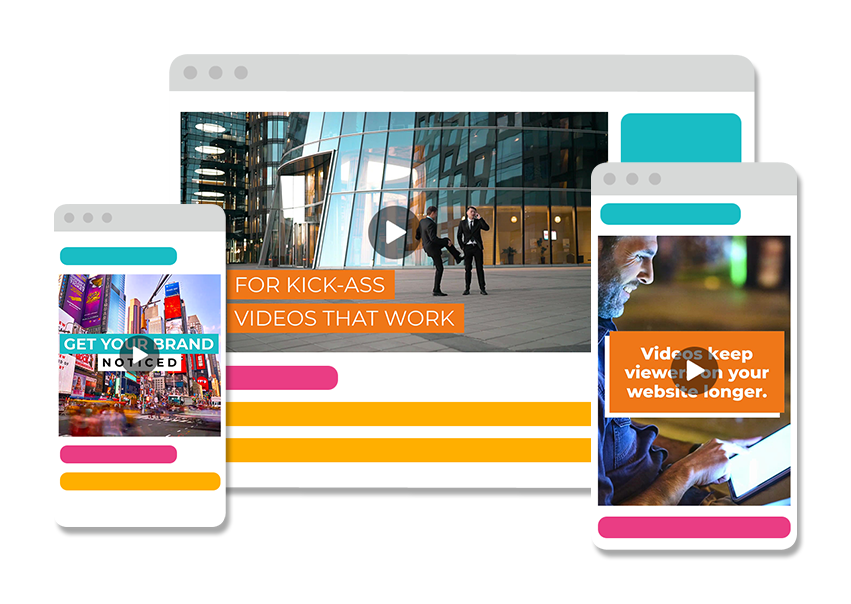 FOR KICK-ASS
VIDEOS THAT WORK
GET YOUR BRAND
NOTICED
Videos keep
viewers on your
website longer.